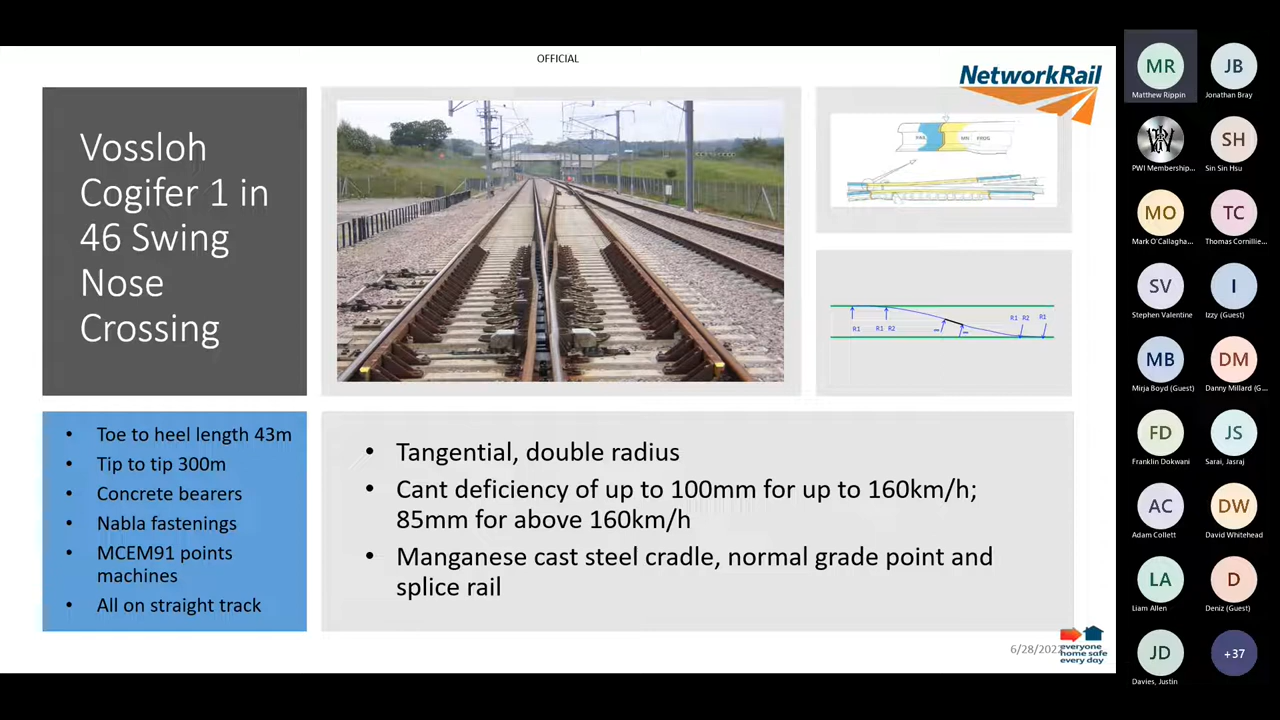 OFFICIAL
NetworkRail
Vossloh
Cogifer 1 in
46 Swing
Nose
Crossing
R1
R1 R2
R1 R2
R1
• Toe to heel length 43m
• Tip to tip 300m
• Concrete bearers
• Nabla fastenings
• MCEM91 points
machines
• All on straight track
• Tangential, double radius
• Cant deficiency of up to 100mm for up to 160km/h;
85mm for above 160km/h
• Manganese cast steel cradle, normal grade point and
splice rail
6/28/202
everyone
home safe
every day
MR
Matthew Rippin
JB
Jonathan Bray
PWI Membership...
SH
Sin Sin Hsu
MO
Mark O'Callagha...
TC
Thomas Cornillie...
SV
Stephen Valentine
I
Izzy (Guest)
MB
Mirja Boyd (Guest)
DM
Danny Millard (G...
FD
Franklin Dokwani
JS
Sarai, Jasraj
AC
Adam Collett
DW
David Whitehead
LA
Liam Allen
D
Deniz (Guest)
JD
Davies, Justin
+37